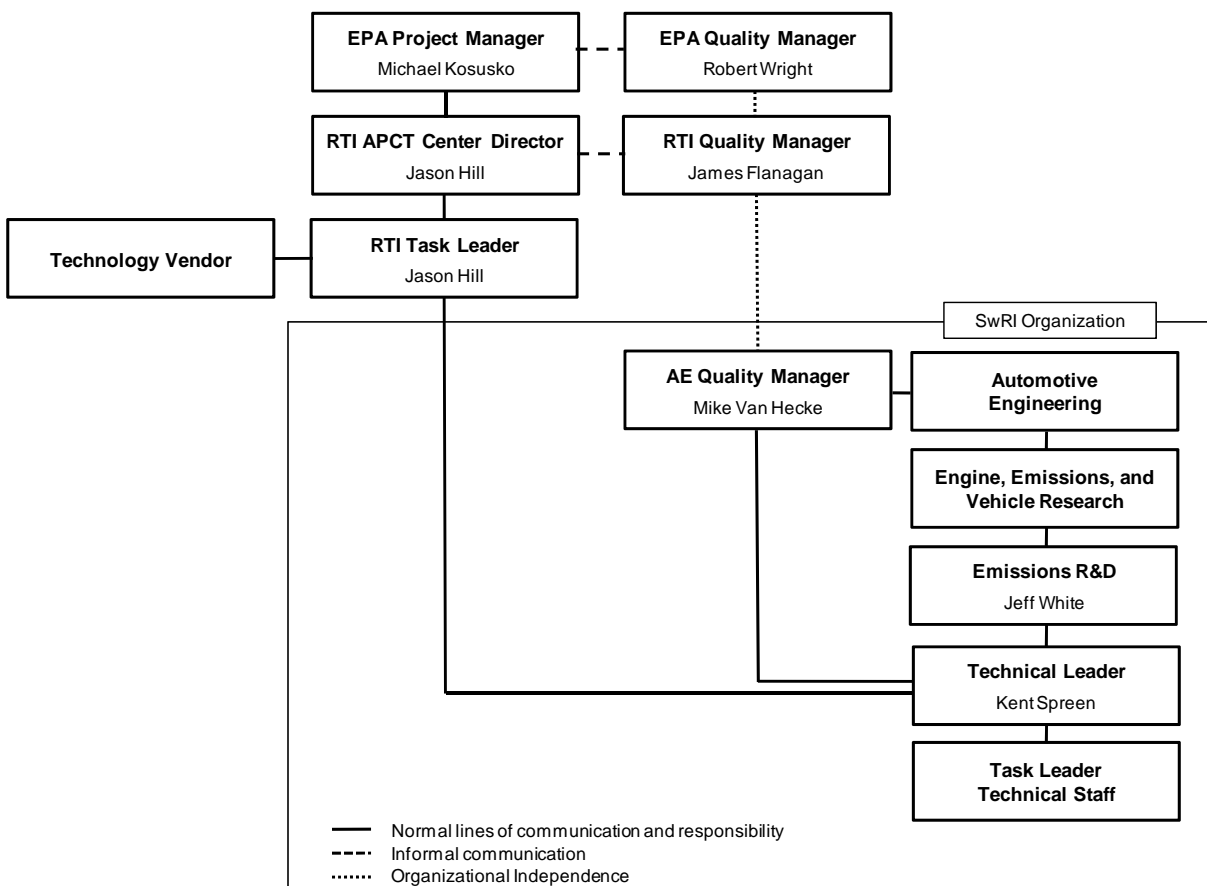 EPA Project Manager
Michael Kosusko
EPA Quality Manager
Robert Wright
RTI APCT Center Director
Jason Hill
RTI Quality Manager
James Flanagan
Technology Vendor
RTI Task Leader
Jason Hill
SwRI Organization
AE Quality Manager
Mike Van Hecke
Automotive
Engineering
Engine, Emissions, and
Vehicle Research
Emissions R&D
Jeff White
Technical Leader
Kent Spreen
Task Leader
Technical Staff
Normal lines of communication and responsibility
Informal communication
Organizational Independence